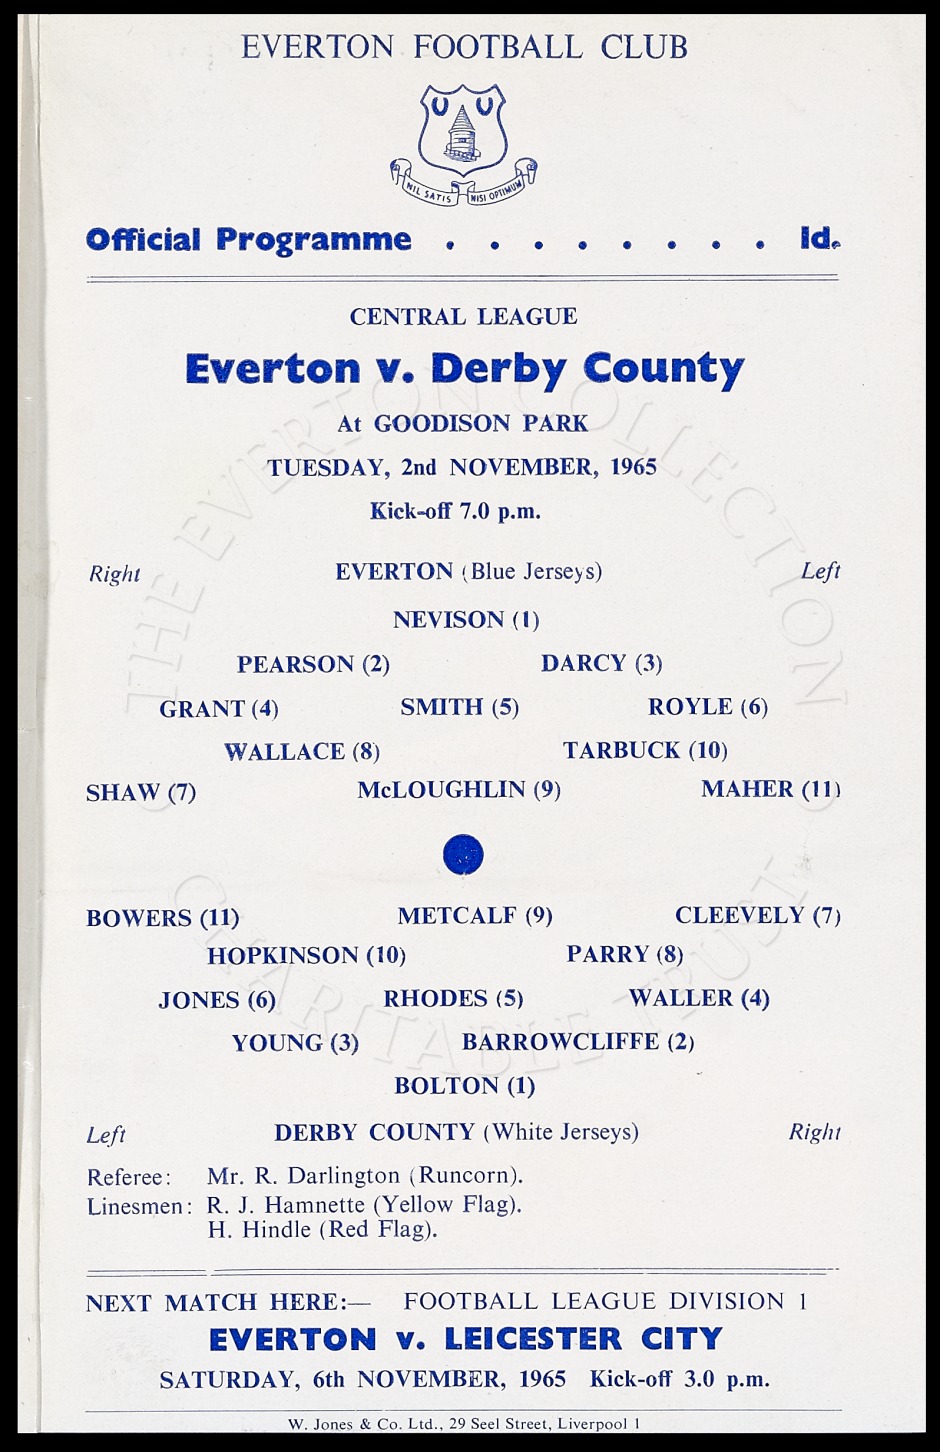 EVERTON FOOTBALL CLUB
NIL SATIS NISI OPTIMUM
Official Programme . . . . . . . . 1d.
CENTRAL LEAGUE
Everton v. Derby County
At GOODISON PARK
TUESDAY, 2nd NOVEMBER, 1965
Kick-off 7.0 p.m.
Right EVERTON (Blue Jerseys) Left
NEVISON (1)
PEARSON (2) DARCY (3)
GRANT (4) SMITH (5) ROYLE (6)
WALLACE (8) TARBUCK (10)
SHAW (7) McLOUGHLIN (9) MAHER (11)
BOWERS (11) METCALF (9) CLEEVELY (7)
HOPKINSON (10) PARRY (8)
JONES (6) RHODES (5) WALLER (4)
YOUNG (3) BARROWCLIFFE (2)
BOLTON (1)
Left DERBY COUNTY (White Jerseys) Right
Referee: Mr. R. Darlington (Runcorn).
Linesmen: R. J. Hamnette (Yellow Flag).
H. Hindle (Red Flag).
NEXT MATCH HERE:— FOOTBALL LEAGUE DIVISION 1
EVERTON v. LEICESTER CITY
SATURDAY, 6th NOVEMBER, 1965 Kick-off 3.0 p.m.
W. Jones & Co. Ltd., 29 Seel Street, Liverpool 1
THE EVERTON COLLECTION
CHARITABLE TRUST